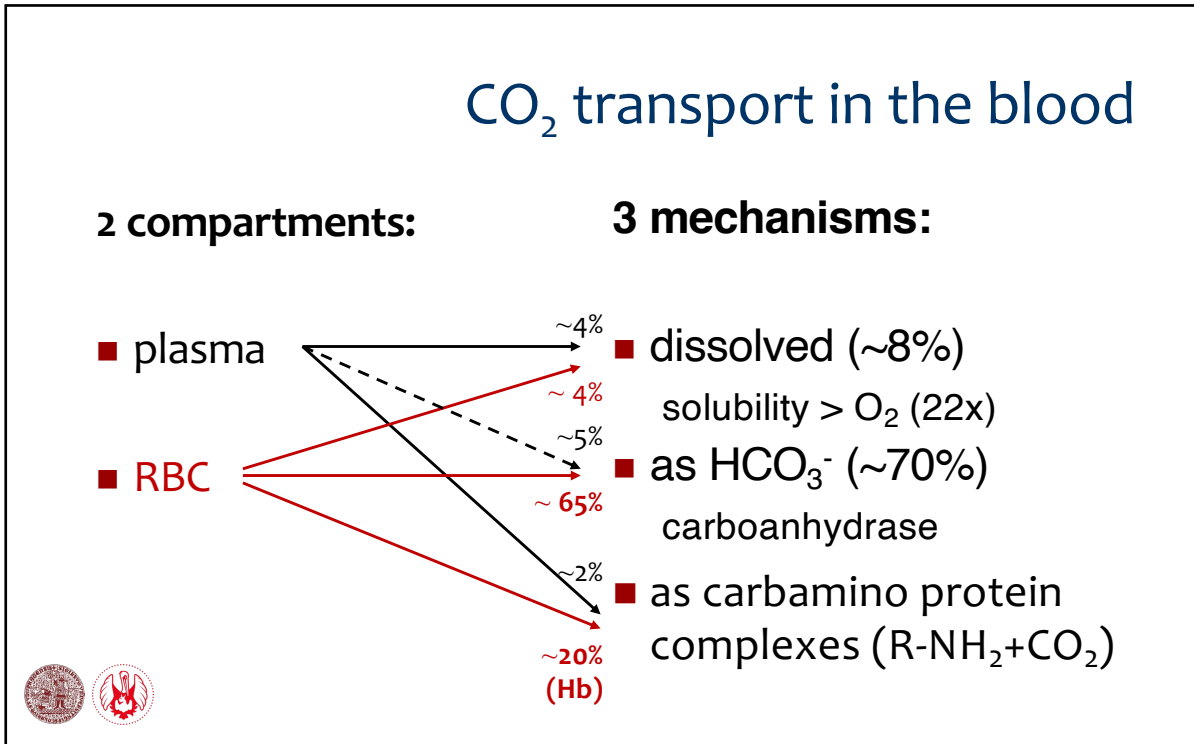 CO₂ transport in the blood
2 compartments:
3 mechanisms:
plasma
RBC
~4%
~ 4%
~5%
~ 65%
~2%
~20%
(Hb)
dissolved (~8%)
solubility > O₂ (22x)
as HCO₃⁻ (~70%)
carboanhydrase
as carbamino protein
complexes (R-NH₂+CO₂)